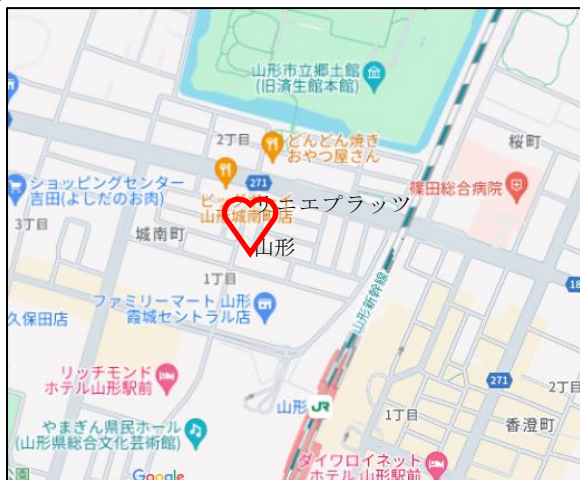 山形市立郷土館
(旧済生館本館)
2丁目
どんどん焼き
おやつ屋さん
桜町
271
ショッピングセンター
吉田(よしだのお肉)
篠田総合病院
リニエプラッツ
山形城南町店
3丁目
城南町
山形
1丁目
ファミリーマート 山形
霞城セントラル店
山形新幹線
久保田店
リッチモンド
ホテル山形駅前
271
2丁目
山形 JR
1丁目
香澄町
やまぎん県民ホール
(山形県総合文化芸術館)
公園
ダイワロイネット
ホテル 山形駅前
Google